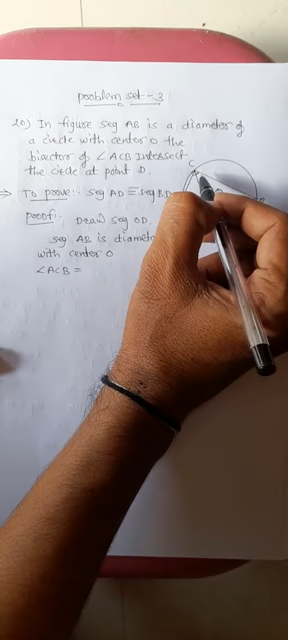 problem set-3
20) In figure seg AB is a diameter of
a circle with center O the
bisector of ∠ACB Intersect
the circle at point D.
C
⇒ To prove:- seg AD ≅ seg BD
proof:- Draw seg OD.
seg AB is diamete
with center O
∠ACB =